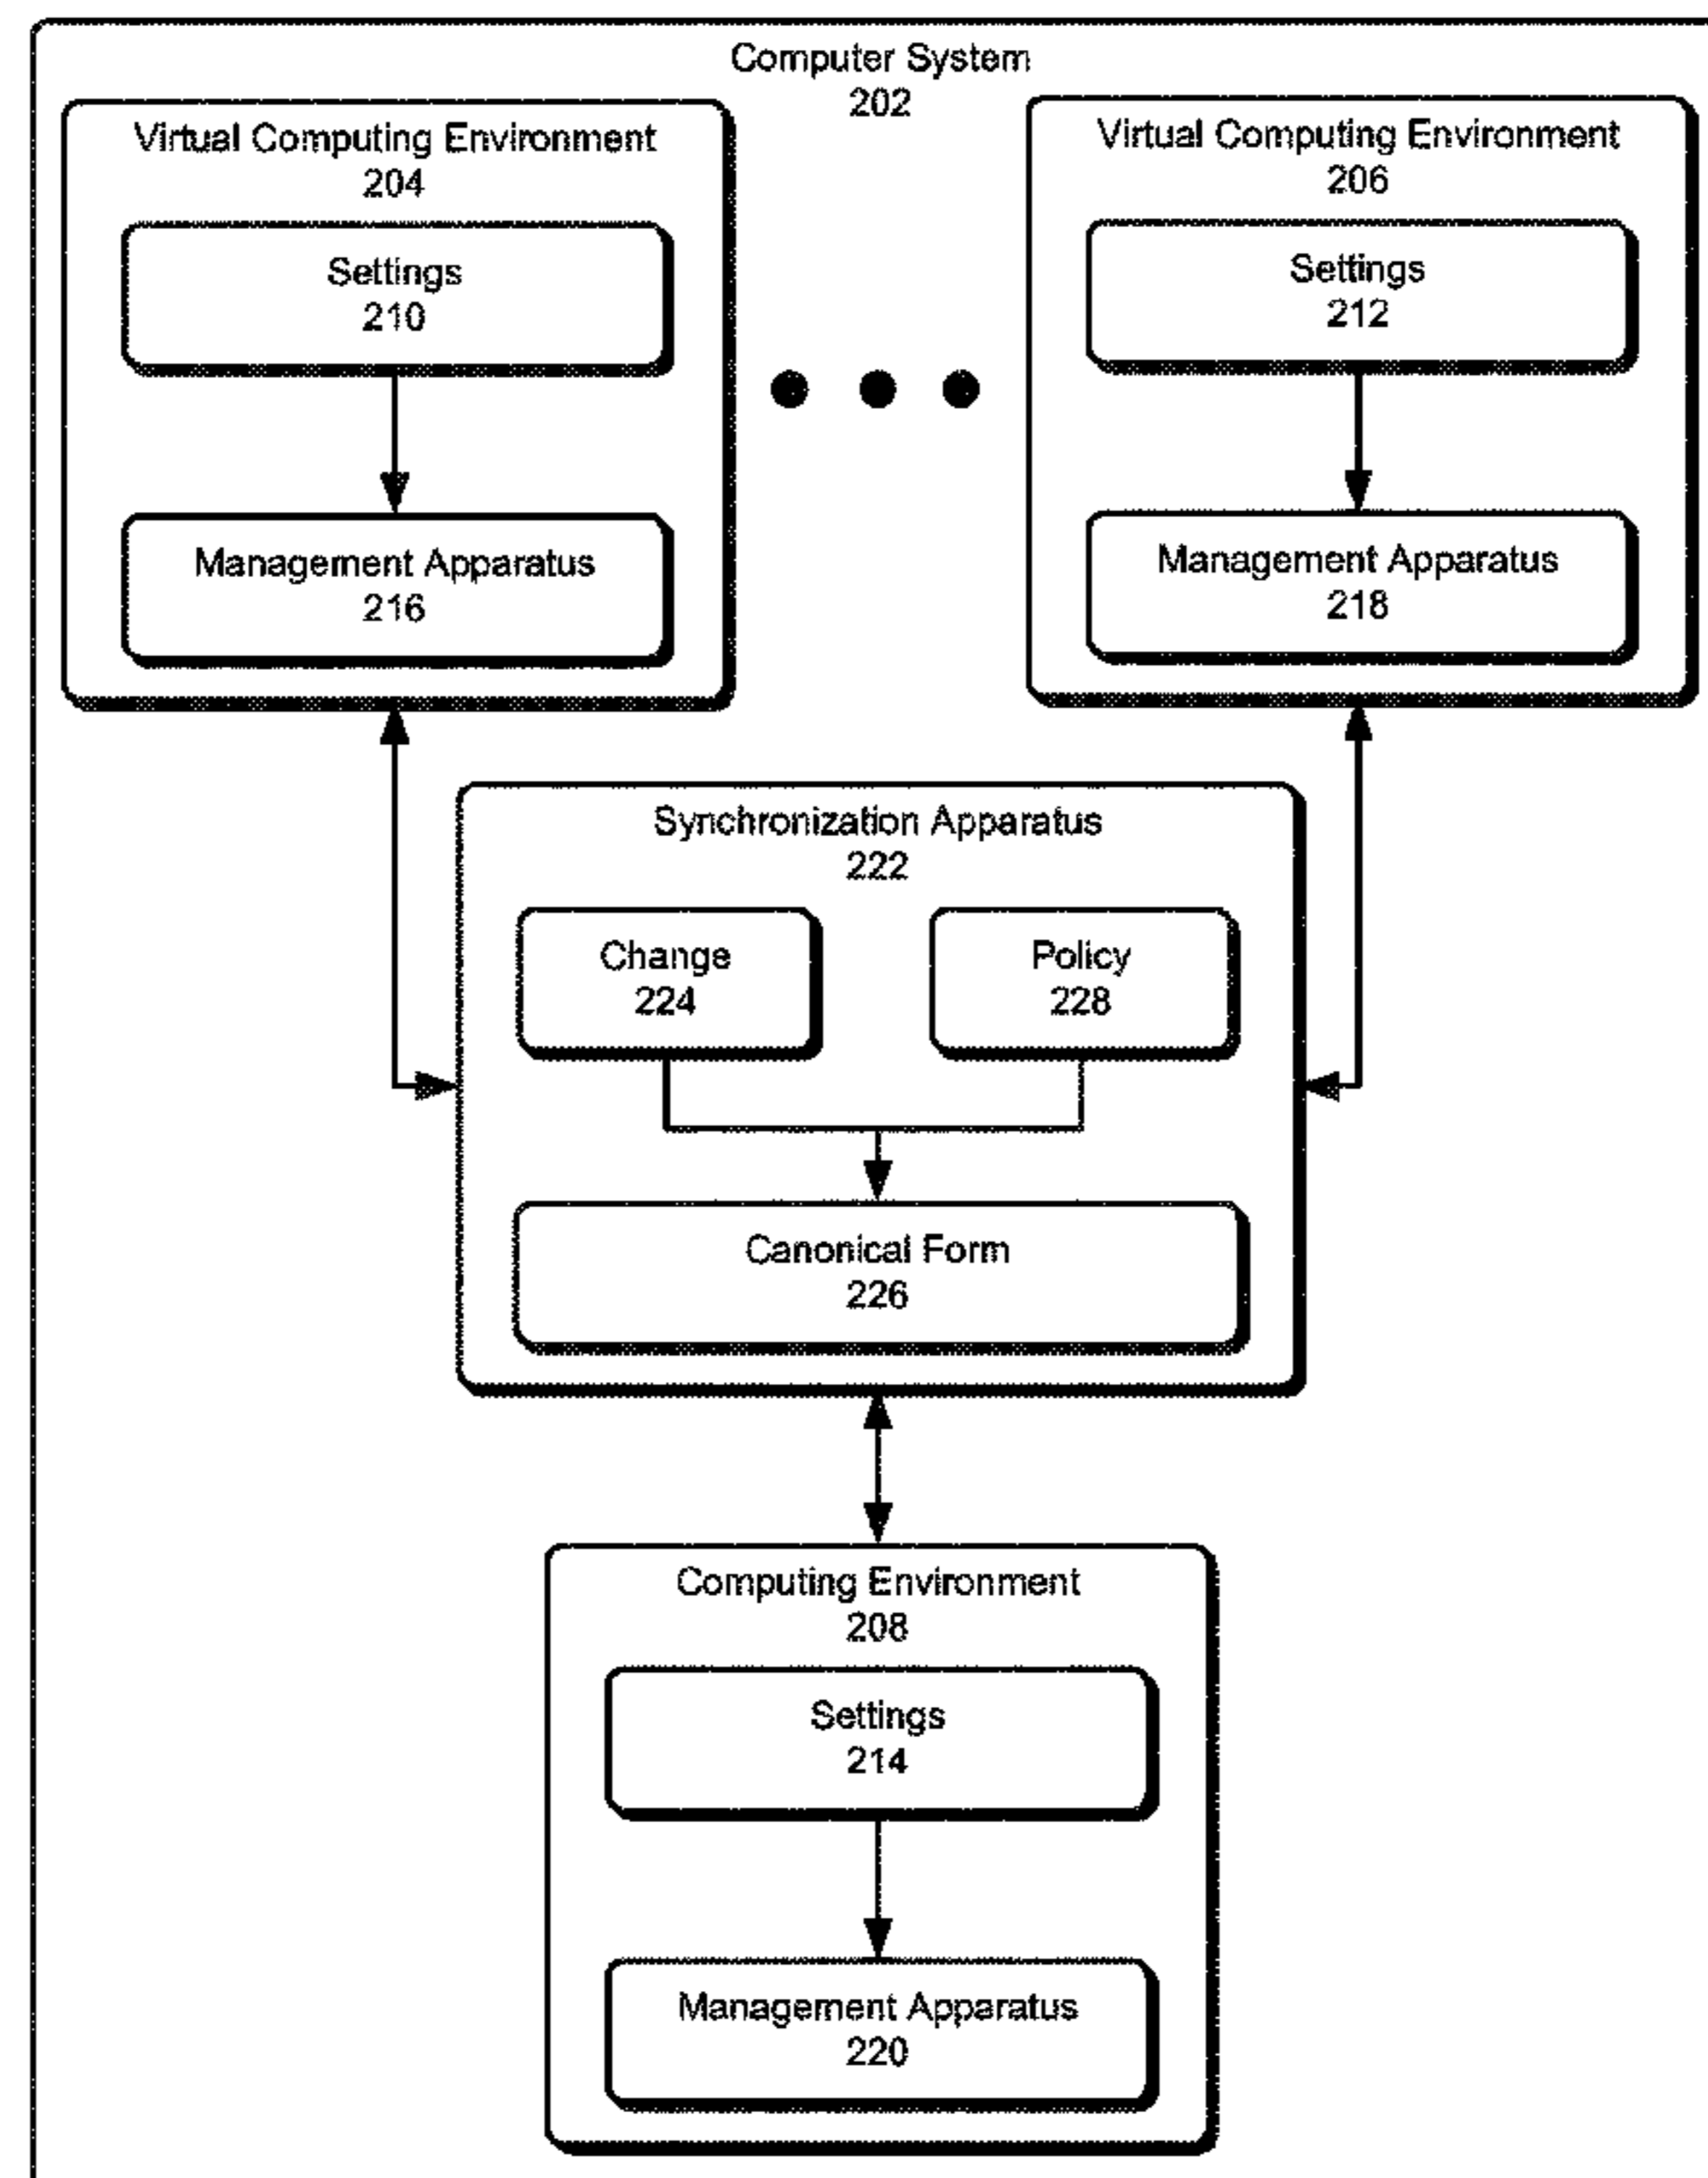 Computer System
202
Virtual Computing Environment
204
Settings
210
Management Apparatus
216
Virtual Computing Environment
206
Settings
212
Management Apparatus
218
Synchronization Apparatus
222
Change
224
Policy
228
Canonical Form
226
Computing Environment
208
Settings
214
Management Apparatus
220